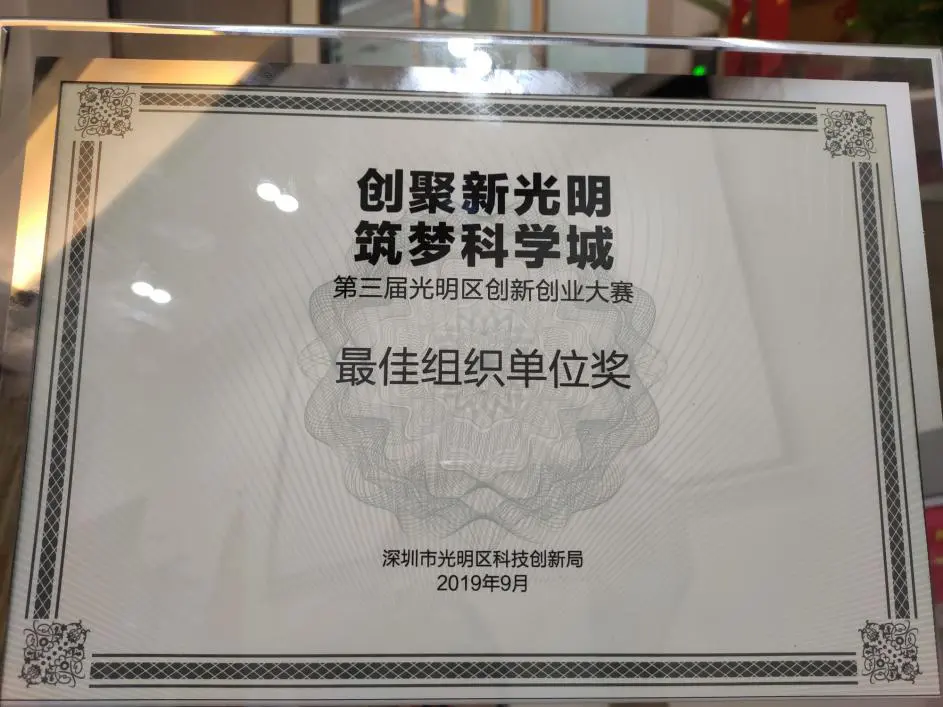 创聚新光明
筑梦科学城
第三届光明区创新创业大赛
最佳组织单位奖
深圳市光明区科技创新局
2019年9月